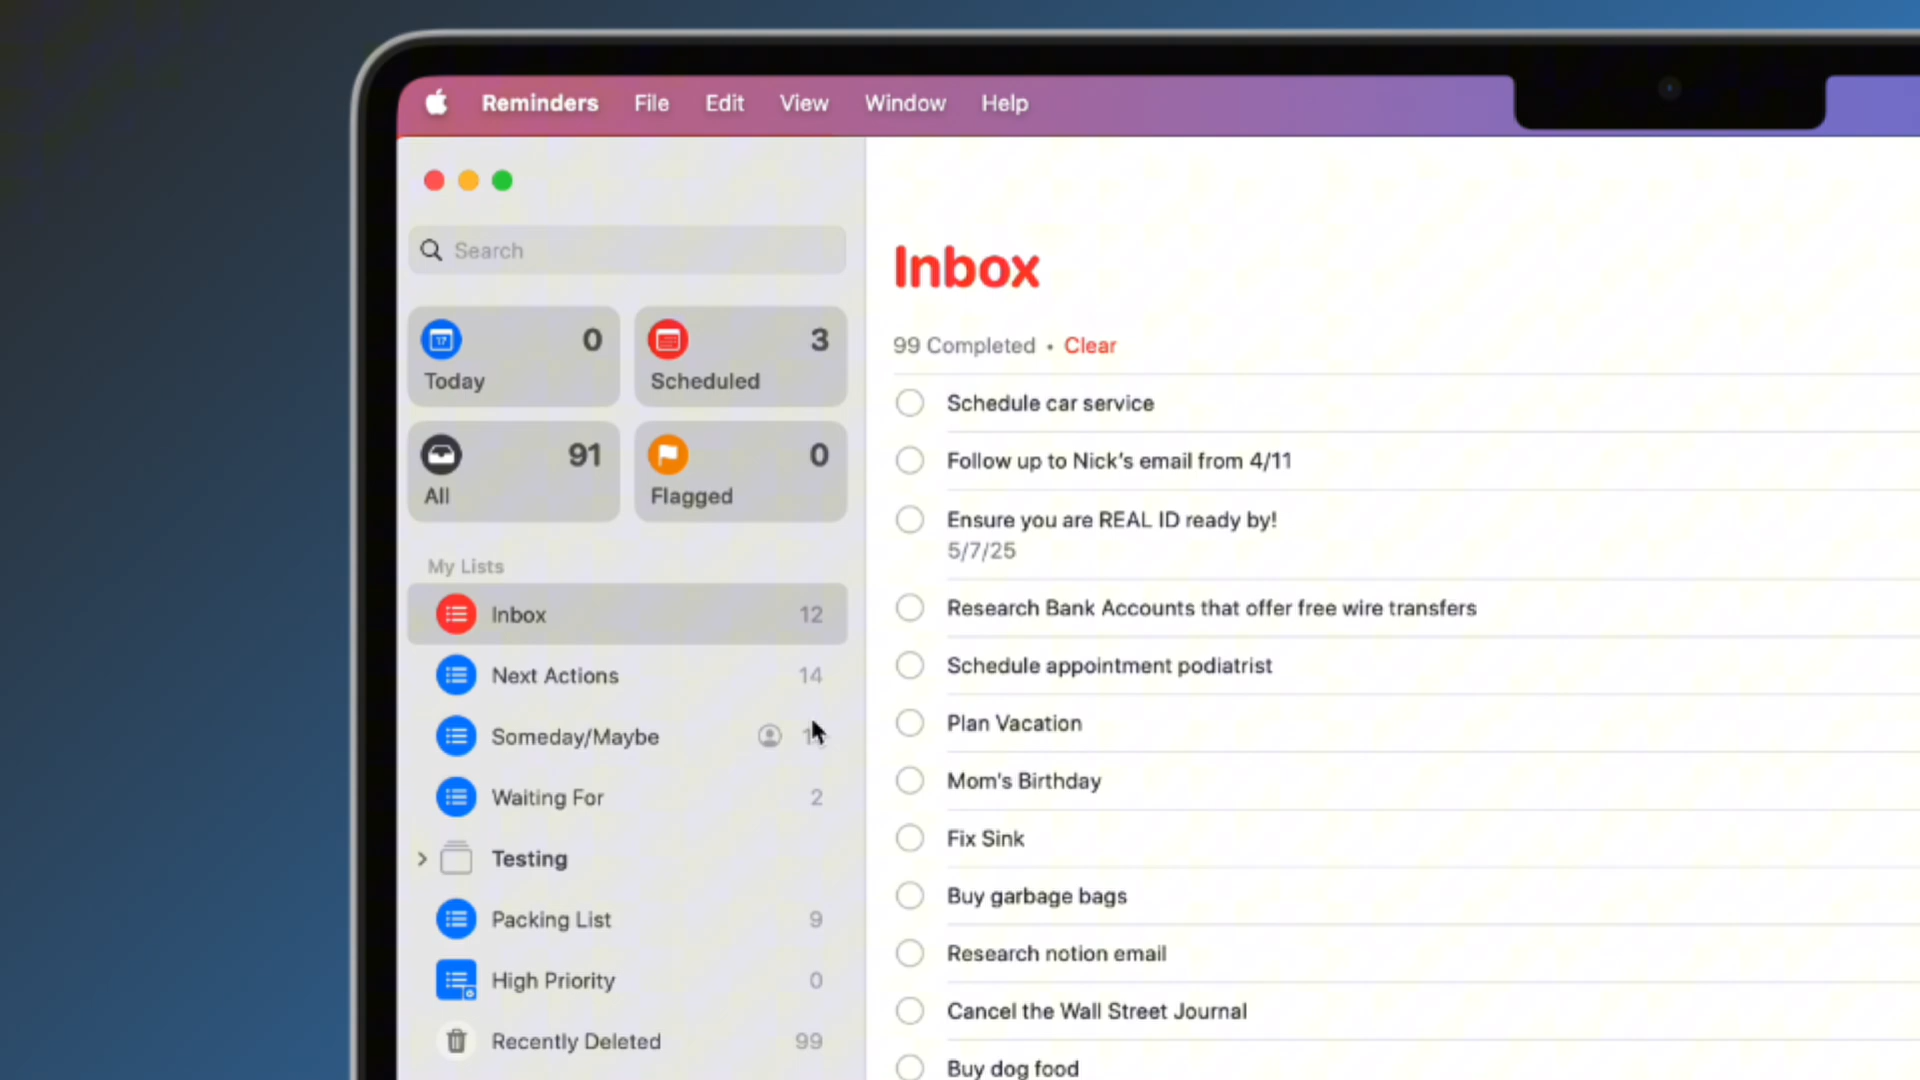 Reminders File Edit View Window Help
Search
17 0
Today
3
Scheduled
91
All
0
Flagged
My Lists
Inbox 12
Next Actions 14
Someday/Maybe
Waiting For 2
Testing
Packing List 9
High Priority 0
Recently Deleted 99
Inbox
99 Completed • Clear
Schedule car service
Follow up to Nick's email from 4/11
Ensure you are REAL ID ready by!
5/7/25
Research Bank Accounts that offer free wire transfers
Schedule appointment podiatrist
Plan Vacation
Mom's Birthday
Fix Sink
Buy garbage bags
Research notion email
Cancel the Wall Street Journal
Buy dog food